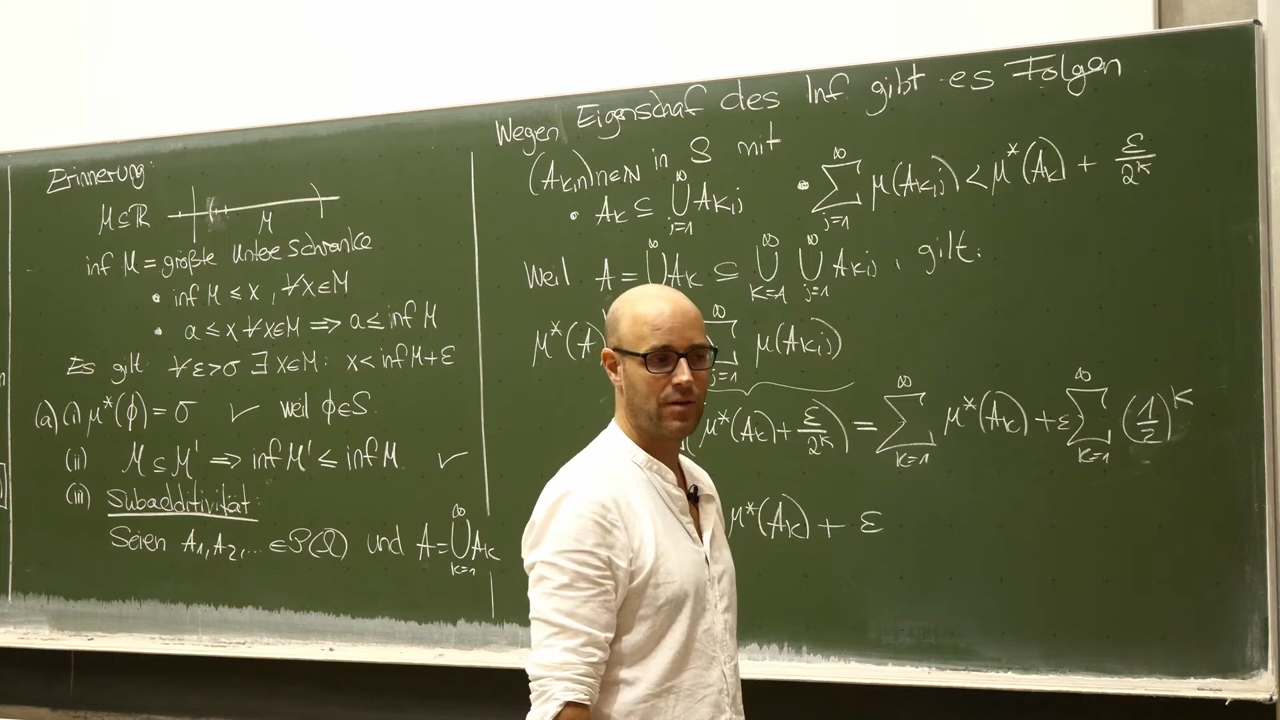 Erinnerung:
M ⊆ ℝ
M
inf M = größte untere Schranke
• inf M ≤ x , ∀x∈M
• a ≤ x ∀x∈M ⟹ a ≤ inf M
Es gilt ∀ε>0 ∃ x∈M: x < inf M + ε
(a) (i) μ*(∅) = 0 ✓ weil ∅∈S.
(ii) M ⊆ M' ⟹ inf M' ≤ inf M ✓
(iii) Subadditivität:
Seien A₁,A₂,... ∈ P(Ω) und A = ⋃_{k=1}^∞ A_k
Wegen Eigenschaf des Inf gibt es Folgen
(A_{k,n})_{n∈ℕ} in S mit
• A_k ⊆ ⋃_{j=1}^∞ A_{k,j} • ∑_{j=1}^∞ μ(A_{k,j}) < μ*(A_k) + ε/2^k
Weil A = ⋃^∞ A_k ⊆ ⋃_{k=1}^∞ ⋃_{j=1}^∞ A_{kj} , gilt:
μ*(A) ∑_{j=1}^∞ μ(A_{kj})
(μ*(A_k) + ε/2^k) = ∑_{k=1}^∞ μ*(A_k) + ε ∑_{k=1}^∞ (1/2)^k
μ*(A_k) + ε